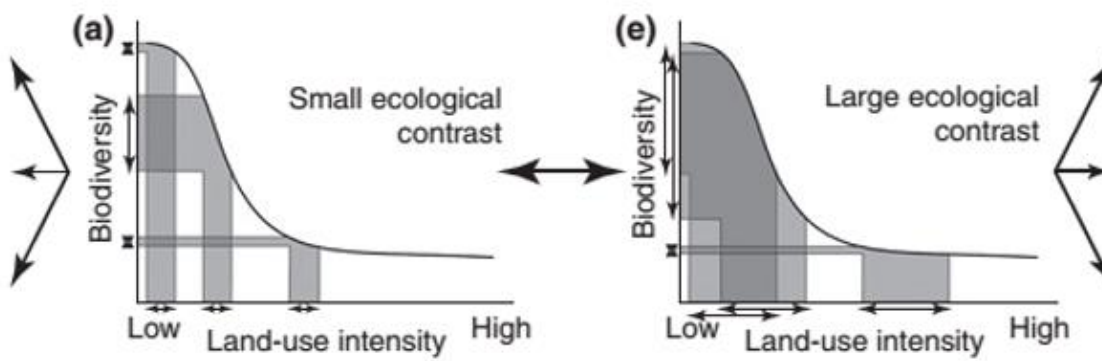 (a)
Small ecological
contrast
Biodiversity
Low
Land-use intensity
High
(e)
Large ecological
contrast
Biodiversity
Low
Land-use intensity
High